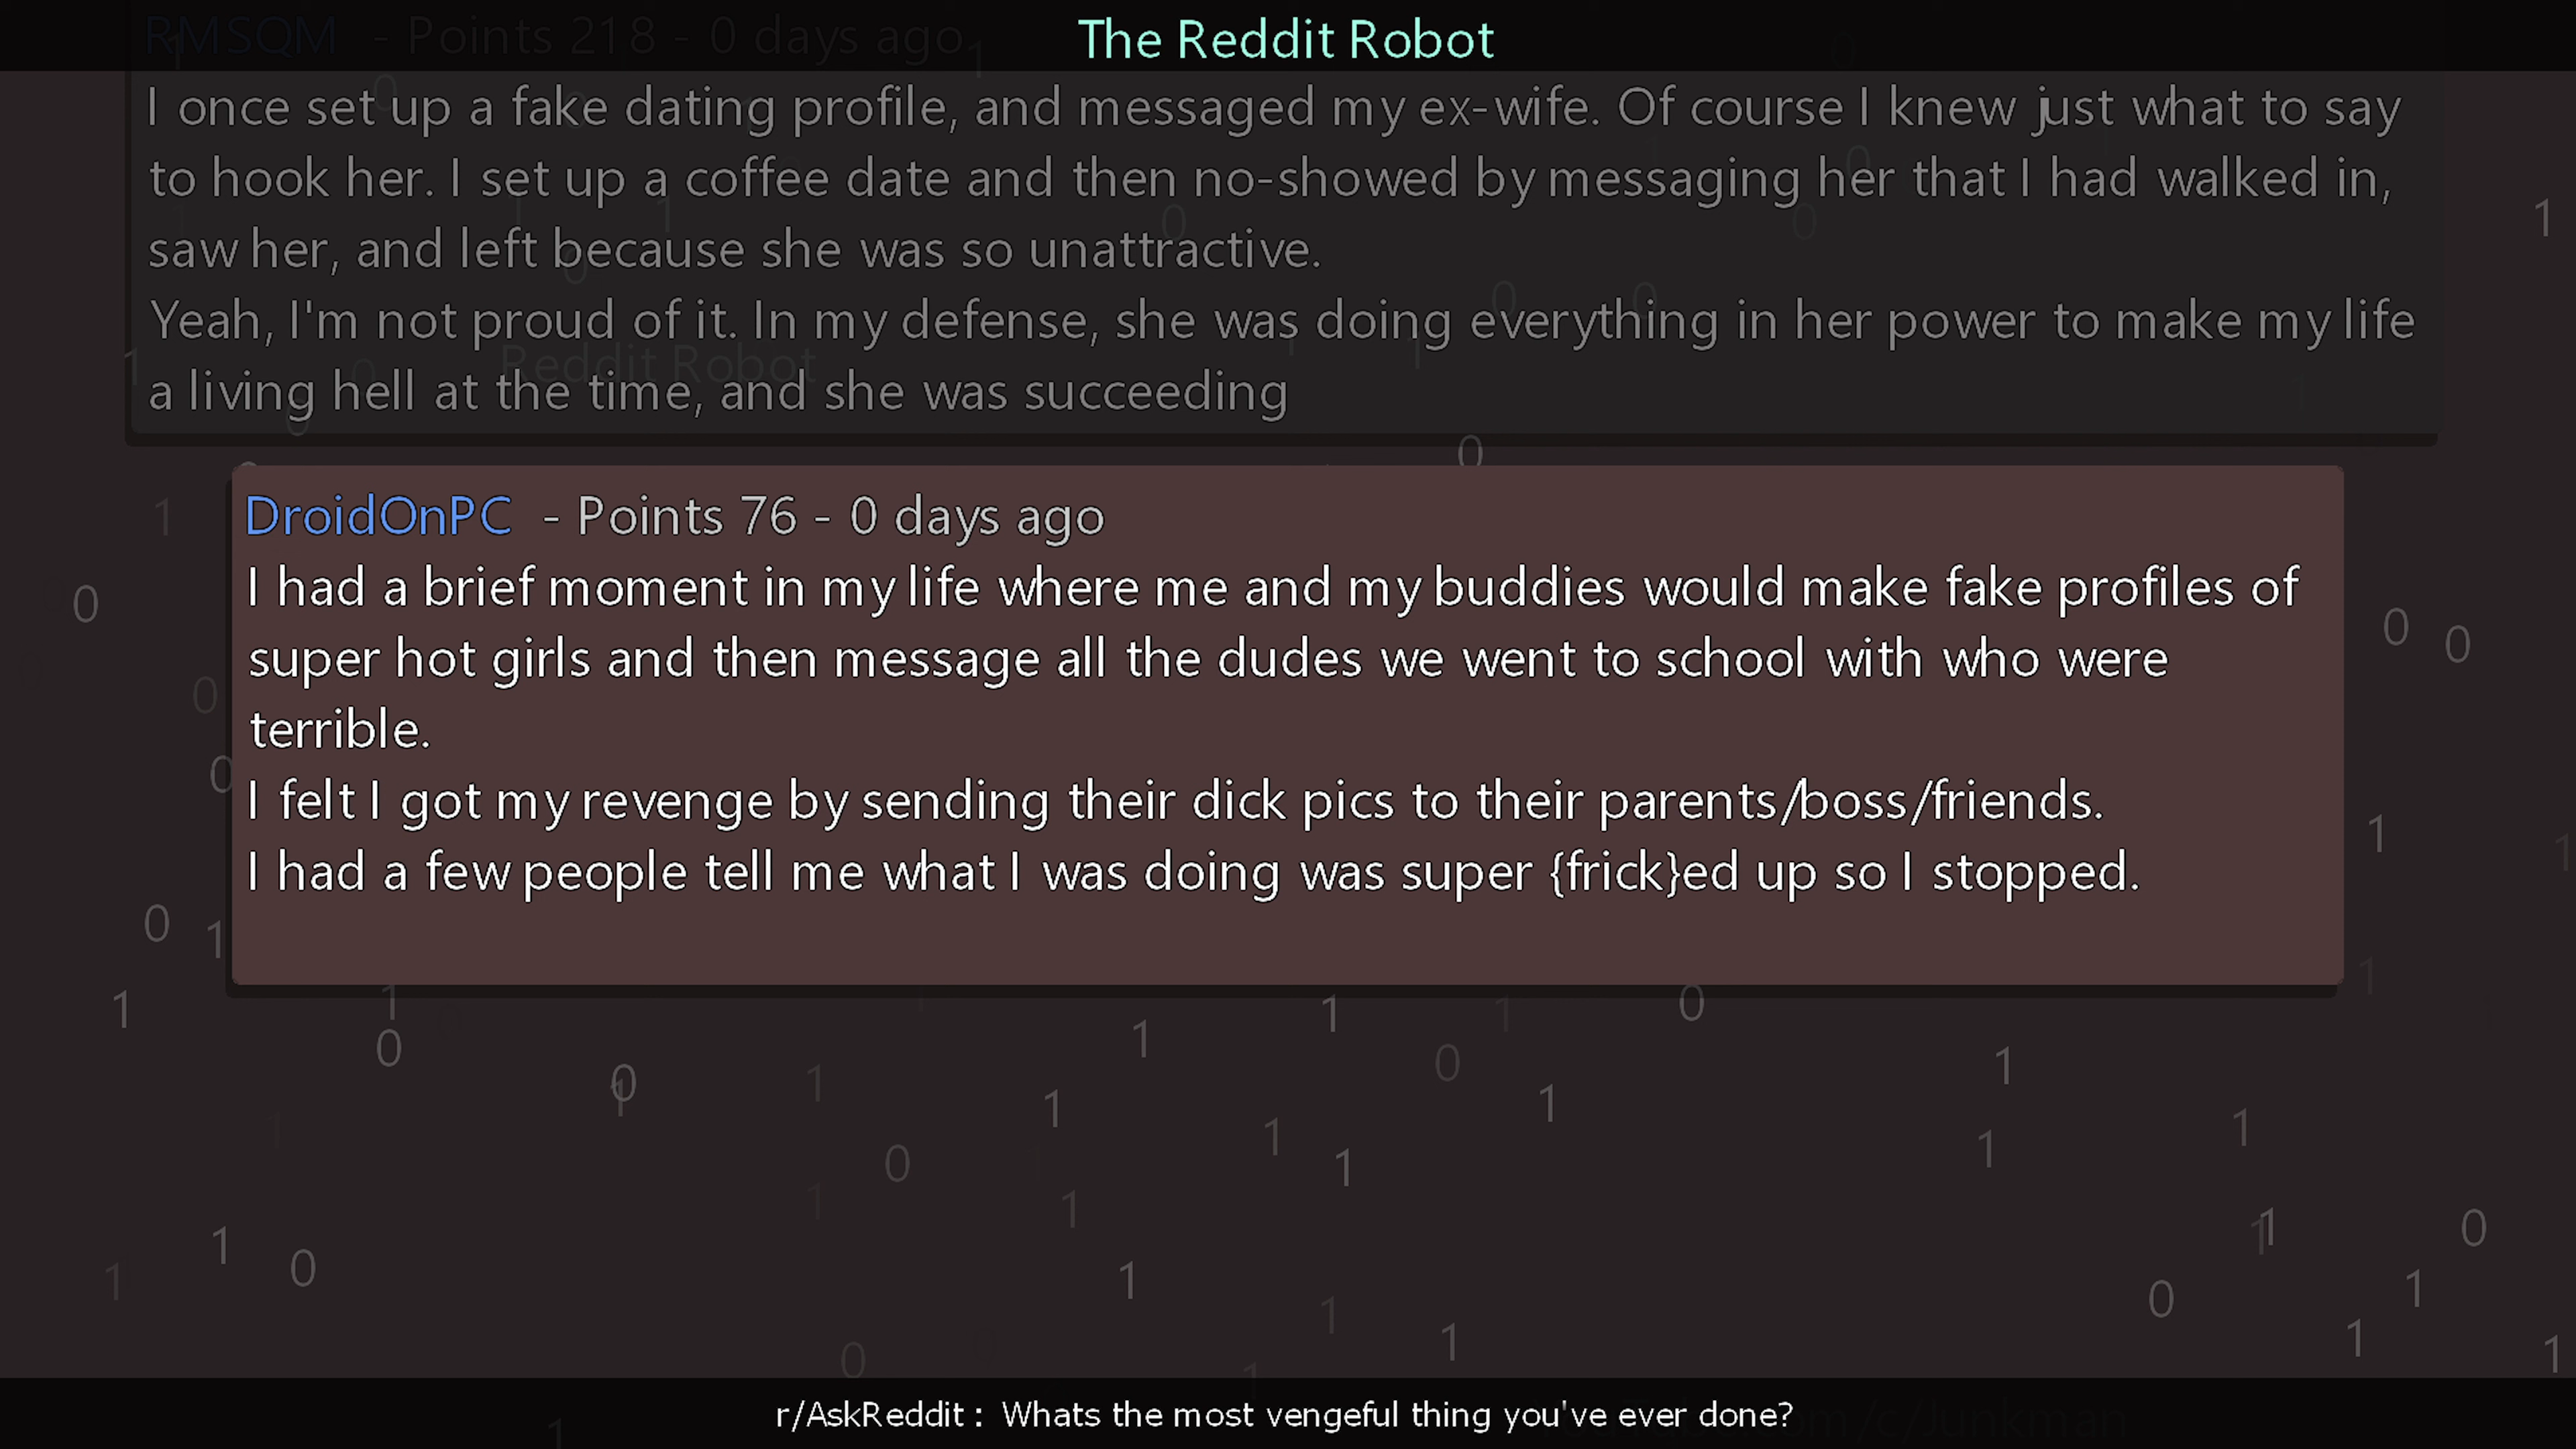 The Reddit Robot
RMSQM - Points 218 - 0 days ago
I once set up a fake dating profile, and messaged my ex-wife. Of course I knew just what to say
to hook her. I set up a coffee date and then no-showed by messaging her that I had walked in,
saw her, and left because she was so unattractive.
Yeah, I'm not proud of it. In my defense, she was doing everything in her power to make my life
Reddit Robot
a living hell at the time, and she was succeeding
DroidOnPC - Points 76 - 0 days ago
I had a brief moment in my life where me and my buddies would make fake profiles of
super hot girls and then message all the dudes we went to school with who were
terrible.
I felt I got my revenge by sending their dick pics to their parents/boss/friends.
I had a few people tell me what I was doing was super {frick}ed up so I stopped.
r/AskReddit : Whats the most vengeful thing you've ever done?